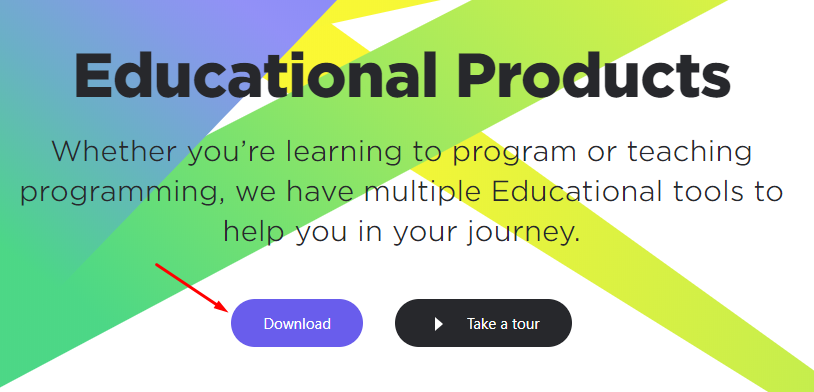 Educational Products
Whether you’re learning to program or teaching
programming, we have multiple Educational tools to
help you in your journey.
Download
Take a tour